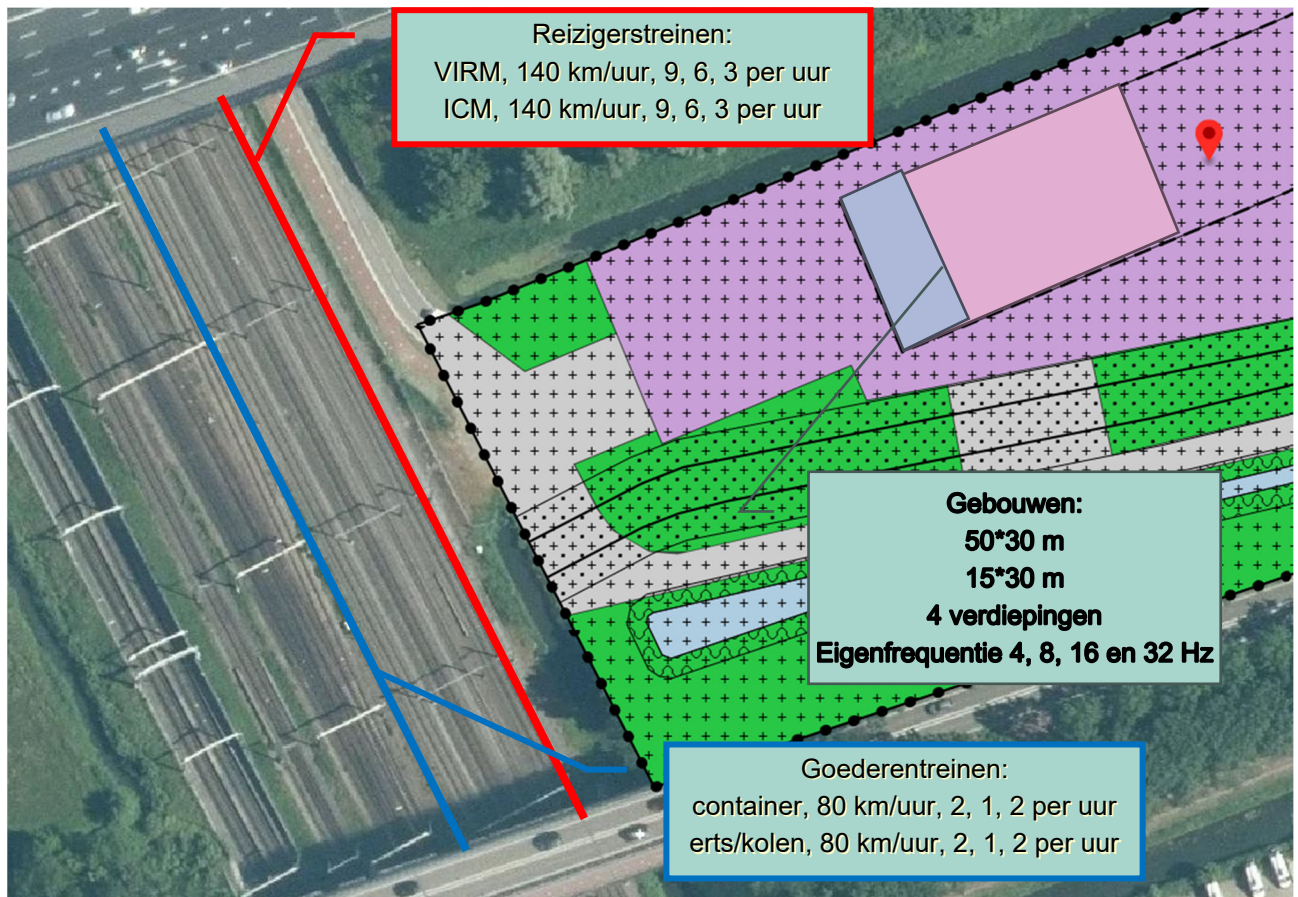 Reizigerstreinen:
VIRM, 140 km/uur, 9, 6, 3 per uur
ICM, 140 km/uur, 9, 6, 3 per uur
Gebouwen:
50*30 m
15*30 m
4 verdiepingen
Eigenfrequentie 4, 8, 16 en 32 Hz
Goederentreinen:
container, 80 km/uur, 2, 1, 2 per uur
erts/kolen, 80 km/uur, 2, 1, 2 per uur